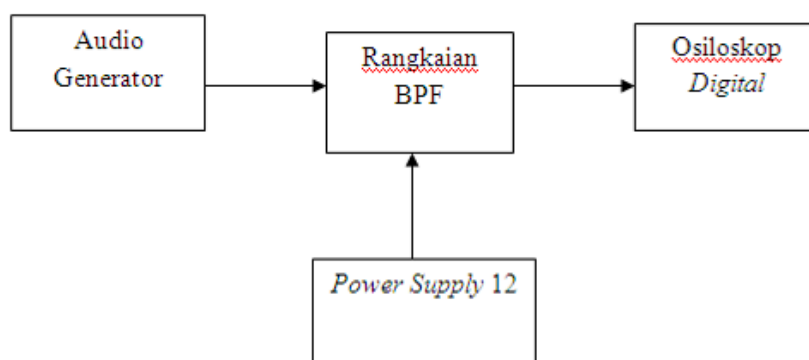 Audio
Generator
Rangkaian
BPF
Osiloskop
Digital
Power Supply 12